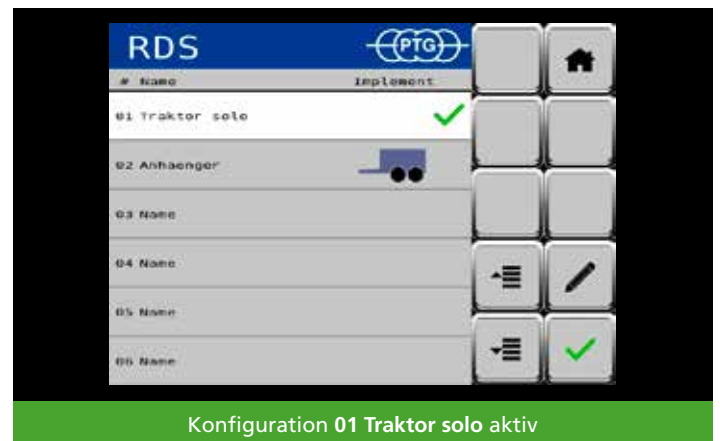 RDS
PTG
# Name Implement
01 Traktor solo
02 Anhaenger
03 Name
04 Name
05 Name
06 Name
Konfiguration 01 Traktor solo aktiv